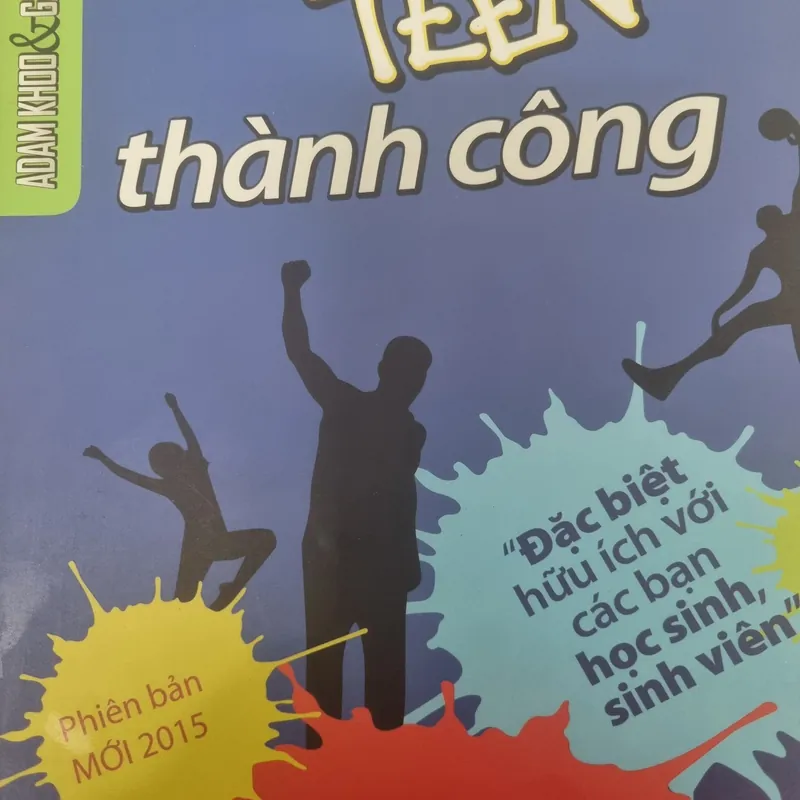 ADAM KHOO & G
TEEN
thành công
"Đặc biệt
hữu ích với
các bạn
học sinh,
sinh viên"
Phiên bản
MỚI 2015